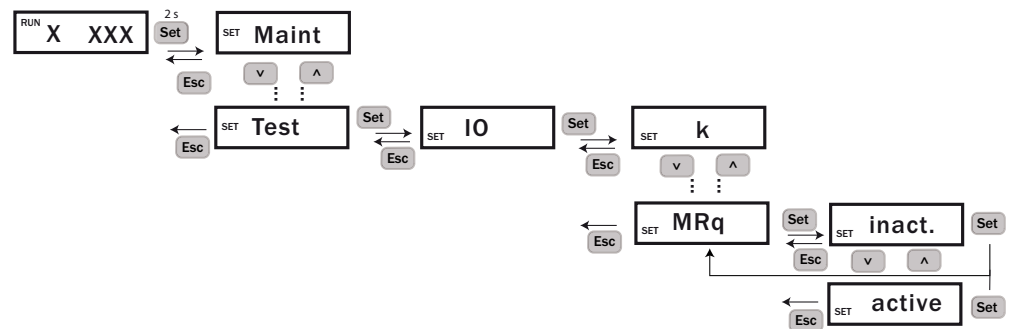 2 s
RUN X XXX Set SET Maint
Esc ˅ ˄
SET Test Set SET IO Set SET k
Esc Esc Esc ˅ ˄
SET MRq Set SET inact. Set
Esc Esc ˅ ˄
SET active Set
Esc